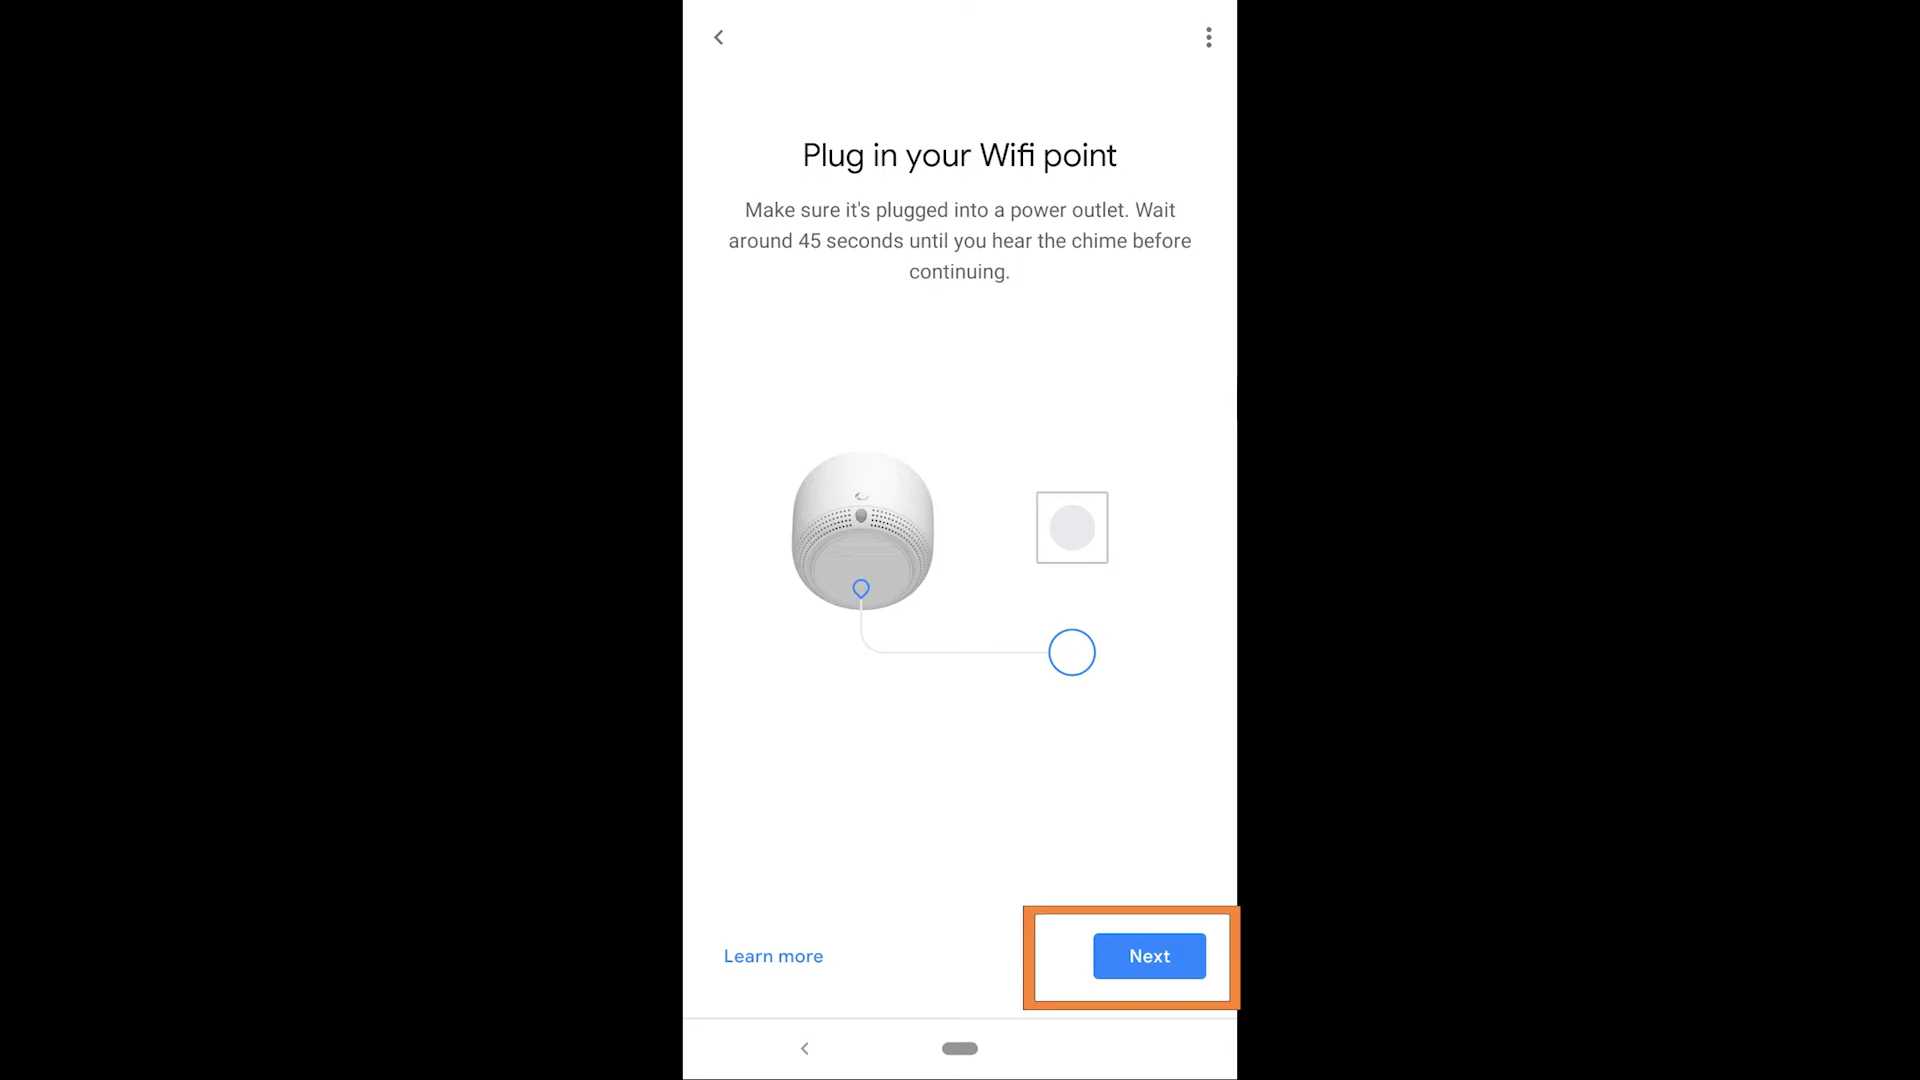 Plug in your Wifi point
Make sure it's plugged into a power outlet. Wait
around 45 seconds until you hear the chime before
continuing.
Learn more
Next